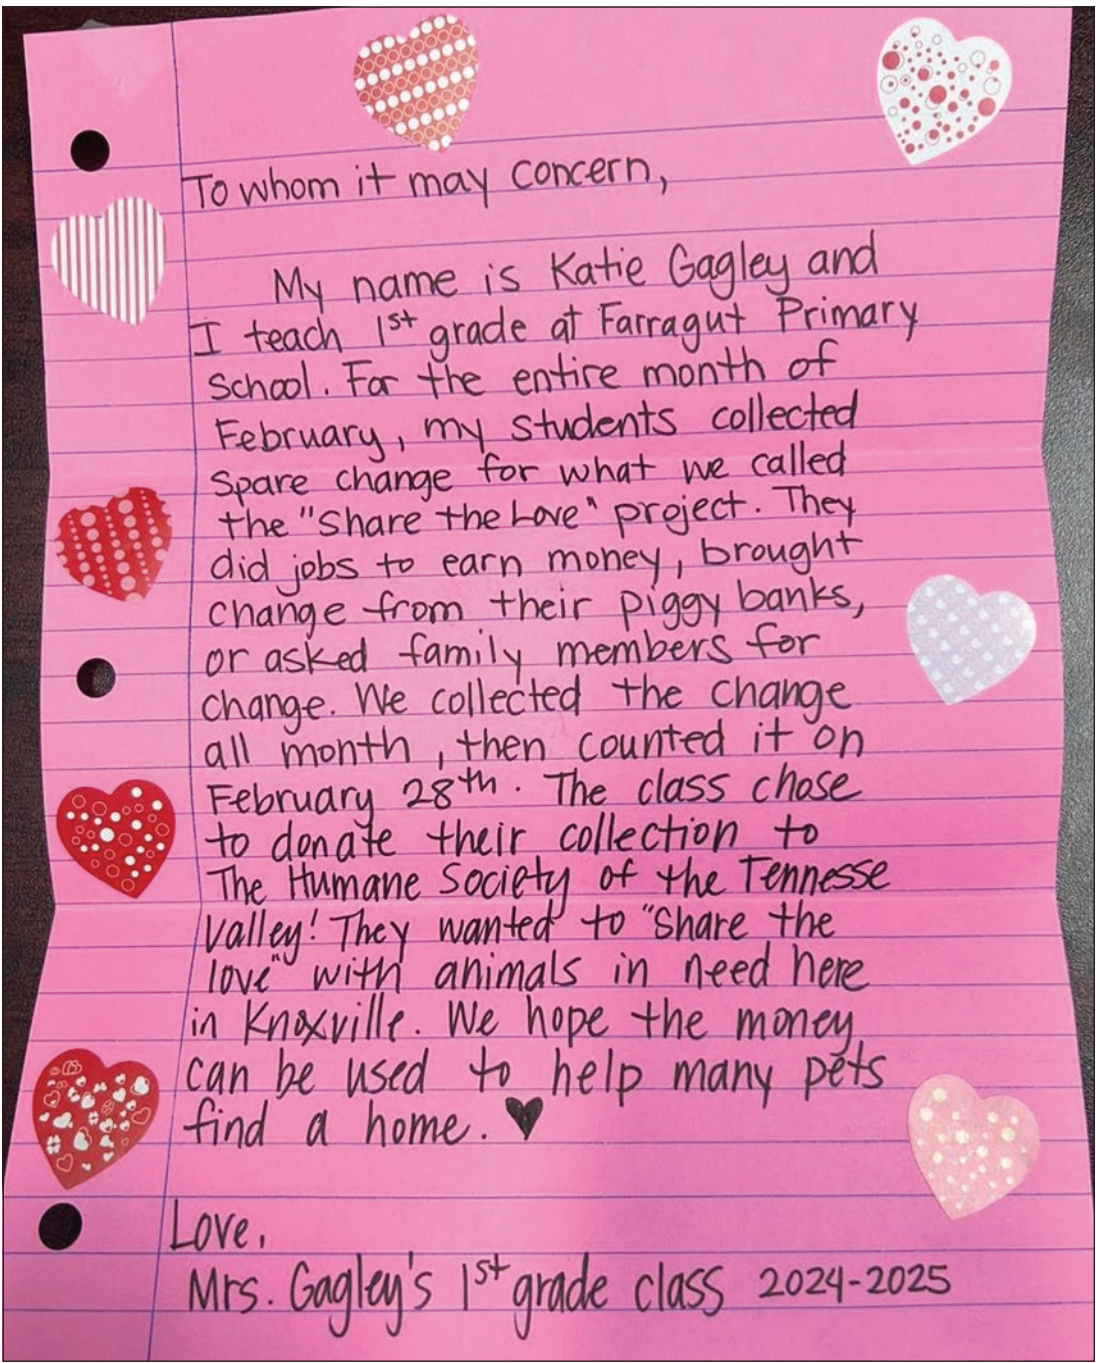 To whom it may concern,
My name is Katie Gagley and
I teach 1st grade at Farragut Primary
School. For the entire month of
February, my students collected
spare change for what we called
the "Share the Love" project. They
did jobs to earn money, brought
change from their piggy banks,
or asked family members for
change. We collected the change
all month, then counted it on
February 28th. The class chose
to donate their collection to
The Humane Society of the Tennesse
Valley! They wanted to "Share the
love" with animals in need here
in Knoxville. We hope the money
can be used to help many pets
find a home. ♥
Love,
Mrs. Gagley's 1st grade class 2024-2025